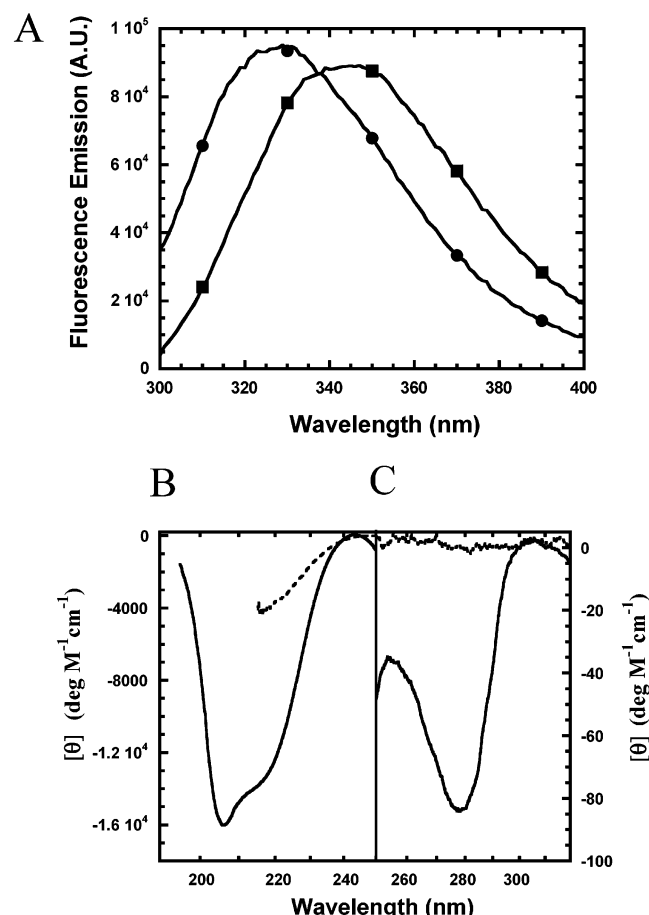 A
Fluorescence Emission (A.U.)
1 10⁵
8 10⁴
6 10⁴
4 10⁴
2 10⁴
0
300 320 340 360 380 400
Wavelength (nm)
B C
[θ] (deg M⁻¹cm⁻¹)
0
-4000
-8000
-1.2 10⁴
-1.6 10⁴
0
-20
-40
-60
-80
-100
[θ] (deg M⁻¹cm⁻¹)
200 220 240 260 280 300
Wavelength (nm)